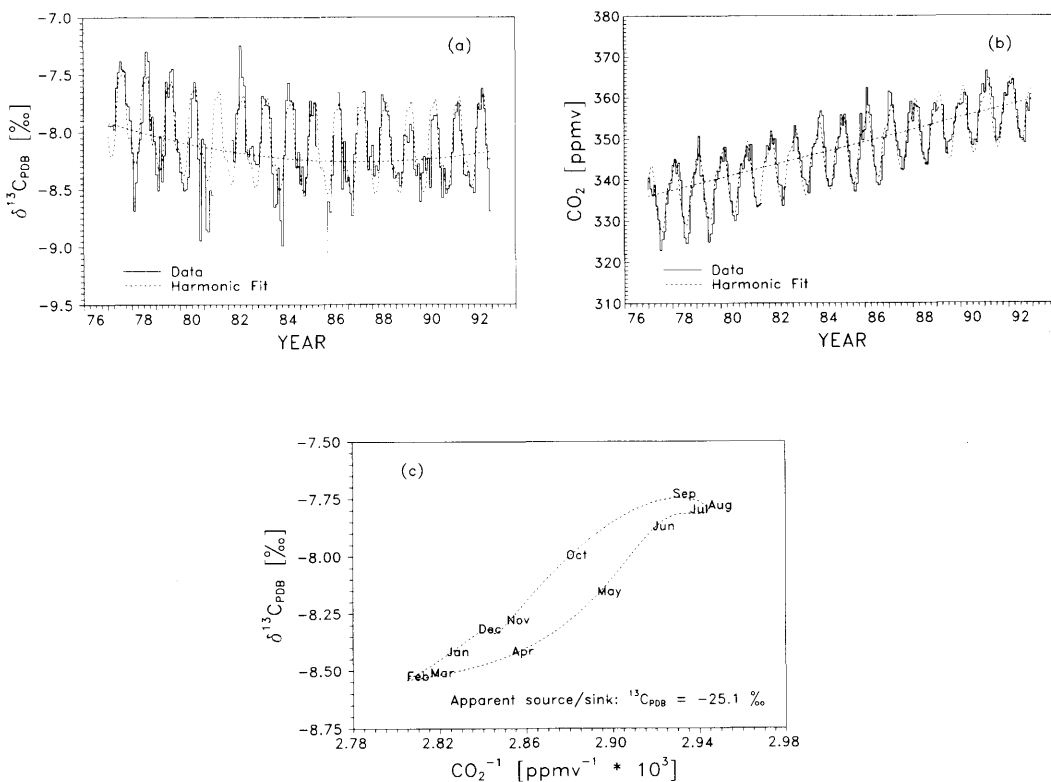 (a)
−7.0
−7.5
−8.0
−8.5
−9.0
−9.5
δ¹³C_PDB [‰]
Data
Harmonic Fit
76 78 80 82 84 86 88 90 92
YEAR
(b)
380
370
360
350
340
330
320
310
CO₂ [ppmv]
Data
Harmonic Fit
76 78 80 82 84 86 88 90 92
YEAR
(c)
−7.50
−7.75
−8.00
−8.25
−8.50
−8.75
δ¹³C_PDB [‰]
Sep
Jul Aug
Jun
Oct
May
Nov
Dec
Jan Apr
Feb Mar
Apparent source/sink: ¹³C_PDB = −25.1 ‰
2.78 2.82 2.86 2.90 2.94 2.98
CO₂⁻¹ [ppmv⁻¹ * 10³]